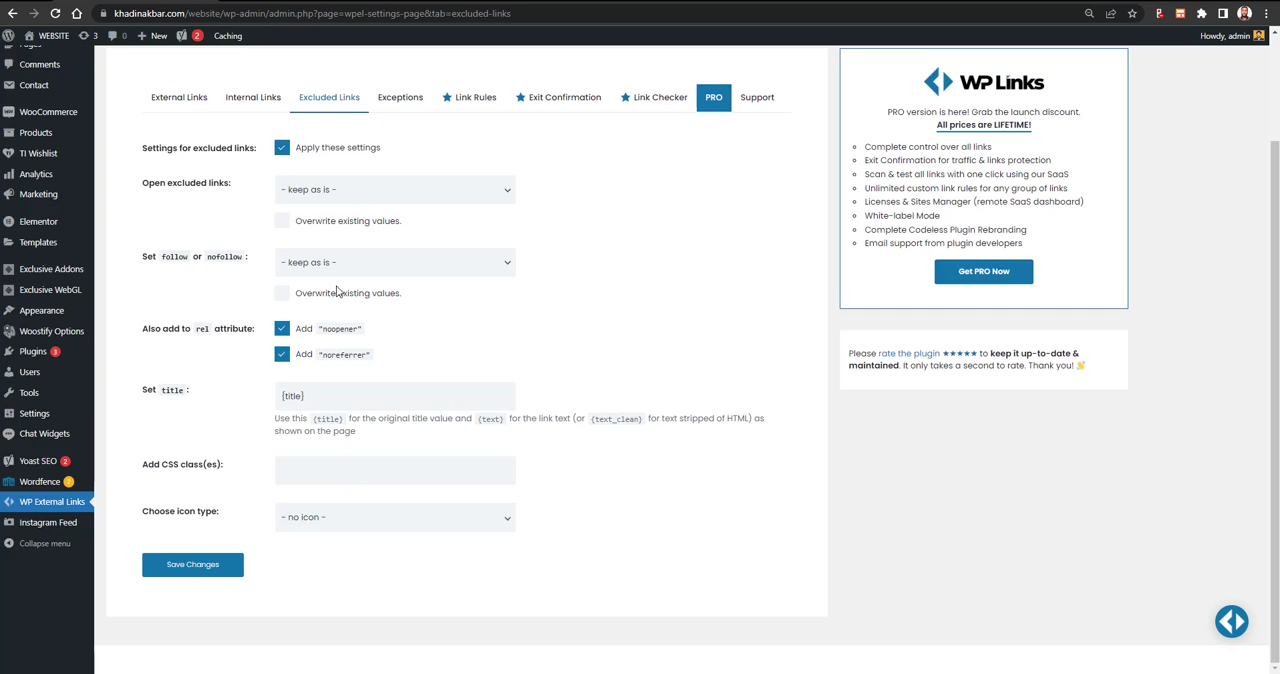 khadinakbar.com/website/wp-admin/admin.php?page=wpel-settings-page&tab=excluded-links
WEBSITE 3 0 New 2 Caching Howdy, admin
Pages
Comments
Contact
WooCommerce
Products
TI Wishlist
Analytics
Marketing
Elementor
Templates
Exclusive Addons
Exclusive WebGL
Appearance
Woostify Options
Plugins 3
Users
Tools
Settings
Chat Widgets
Yoast SEO 2
Wordfence 2
WP External Links
Instagram Feed
Collapse menu
External Links Internal Links Excluded Links Exceptions Link Rules Exit Confirmation Link Checker PRO Support
Settings for excluded links: Apply these settings
Open excluded links: - keep as is -
Overwrite existing values.
Set follow or nofollow: - keep as is -
Overwrite existing values.
Also add to rel attribute: Add "noopener"
Add "noreferrer"
Set title: {title}
Use this {title} for the original title value and {text} for the link text (or {text_clean} for text stripped of HTML) as
shown on the page
Add CSS class(es):
Choose icon type: - no icon -
Save Changes
WP Links
PRO version is here! Grab the launch discount.
All prices are LIFETIME!
Complete control over all links
Exit Confirmation for traffic & links protection
Scan & test all links with one click using our SaaS
Unlimited custom link rules for any group of links
Licenses & Sites Manager (remote SaaS dashboard)
White-label Mode
Complete Codeless Plugin Rebranding
Email support from plugin developers
Get PRO Now
Please rate the plugin ★★★★★ to keep it up-to-date &
maintained. It only takes a second to rate. Thank you! 👋